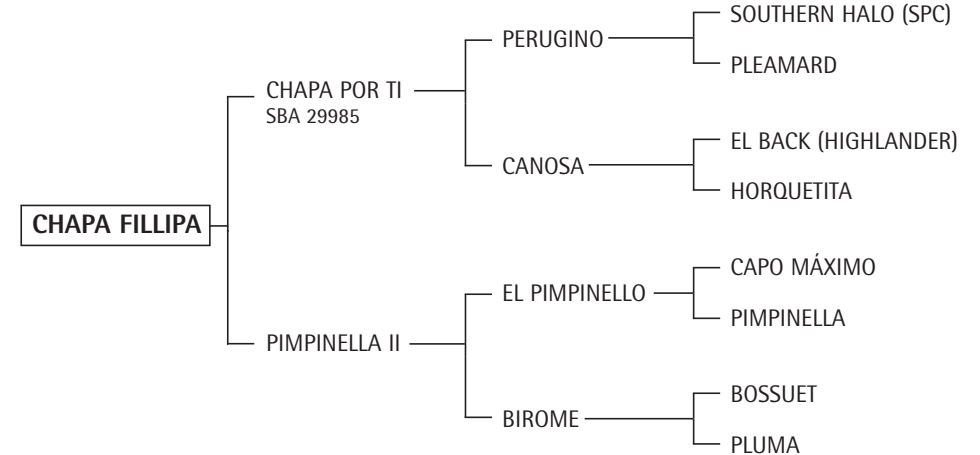 CHAPA FILLIPA
CHAPA POR TI
SBA 29985
PERUGINO
SOUTHERN HALO (SPC)
PLEAMARD
CANOSA
EL BACK (HIGHLANDER)
HORQUETITA
PIMPINELLA II
EL PIMPINELLO
CAPO MÁXIMO
PIMPINELLA
BIROME
BOSSUET
PLUMA